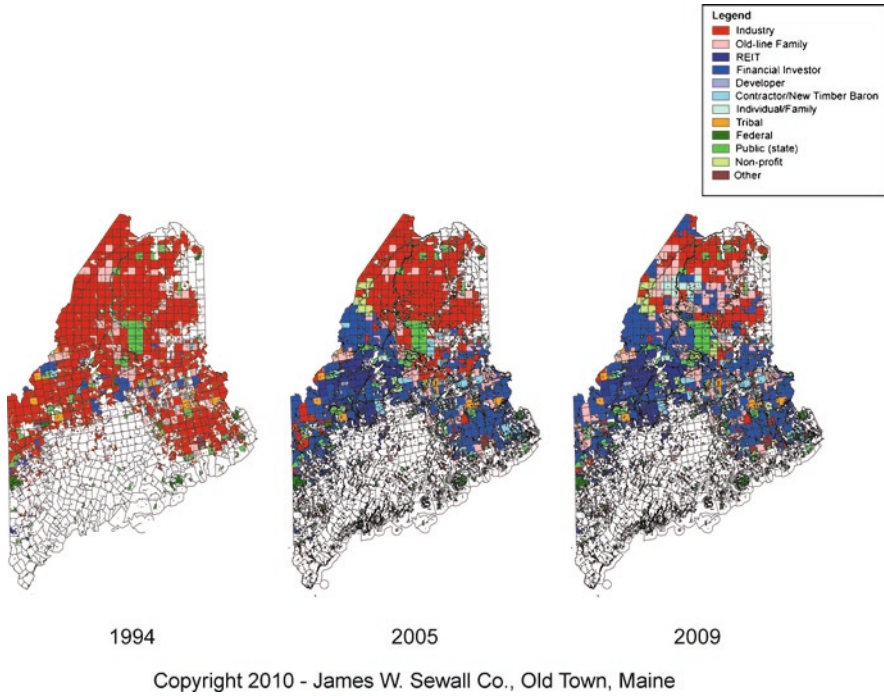 Legend
Industry
Old-line Family
REIT
Financial Investor
Developer
Contractor/New Timber Baron
Individual/Family
Tribal
Federal
Public (state)
Non-profit
Other
1994
2005
2009
Copyright 2010 - James W. Sewall Co., Old Town, Maine